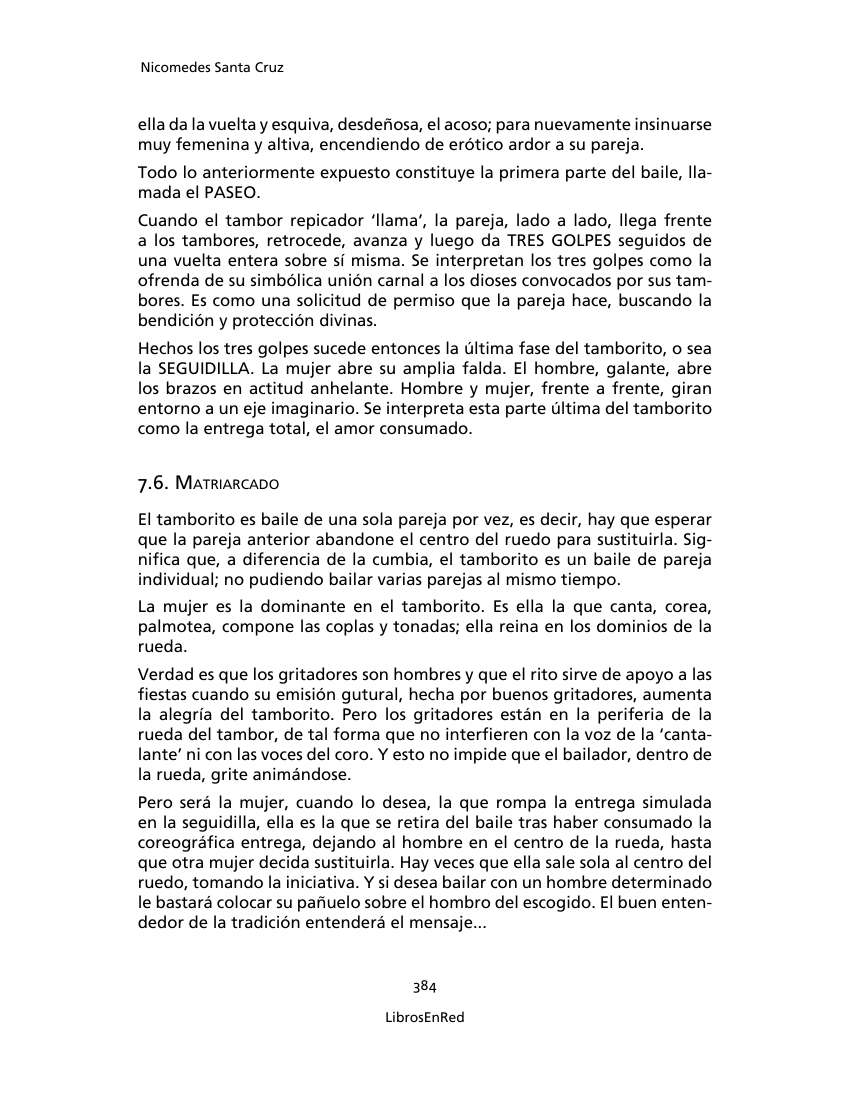 Nicomedes Santa Cruz
ella da la vuelta y esquiva, desdeñosa, el acoso; para nuevamente insinuarse
muy femenina y altiva, encendiendo de erótico ardor a su pareja.
Todo lo anteriormente expuesto constituye la primera parte del baile, lla-
mada el PASEO.
Cuando el tambor repicador ‘llama’, la pareja, lado a lado, llega frente
a los tambores, retrocede, avanza y luego da TRES GOLPES seguidos de
una vuelta entera sobre sí misma. Se interpretan los tres golpes como la
ofrenda de su simbólica unión carnal a los dioses convocados por sus tam-
bores. Es como una solicitud de permiso que la pareja hace, buscando la
bendición y protección divinas.
Hechos los tres golpes sucede entonces la última fase del tamborito, o sea
la SEGUIDILLA. La mujer abre su amplia falda. El hombre, galante, abre
los brazos en actitud anhelante. Hombre y mujer, frente a frente, giran
entorno a un eje imaginario. Se interpreta esta parte última del tamborito
como la entrega total, el amor consumado.
7.6. Matriarcado
El tamborito es baile de una sola pareja por vez, es decir, hay que esperar
que la pareja anterior abandone el centro del ruedo para sustituirla. Sig-
nifica que, a diferencia de la cumbia, el tamborito es un baile de pareja
individual; no pudiendo bailar varias parejas al mismo tiempo.
La mujer es la dominante en el tamborito. Es ella la que canta, corea,
palmotea, compone las coplas y tonadas; ella reina en los dominios de la
rueda.
Verdad es que los gritadores son hombres y que el rito sirve de apoyo a las
fiestas cuando su emisión gutural, hecha por buenos gritadores, aumenta
la alegría del tamborito. Pero los gritadores están en la periferia de la
rueda del tambor, de tal forma que no interfieren con la voz de la ‘canta-
lante’ ni con las voces del coro. Y esto no impide que el bailador, dentro de
la rueda, grite animándose.
Pero será la mujer, cuando lo desea, la que rompa la entrega simulada
en la seguidilla, ella es la que se retira del baile tras haber consumado la
coreográfica entrega, dejando al hombre en el centro de la rueda, hasta
que otra mujer decida sustituirla. Hay veces que ella sale sola al centro del
ruedo, tomando la iniciativa. Y si desea bailar con un hombre determinado
le bastará colocar su pañuelo sobre el hombro del escogido. El buen enten-
dedor de la tradición entenderá el mensaje...
384
LibrosEnRed